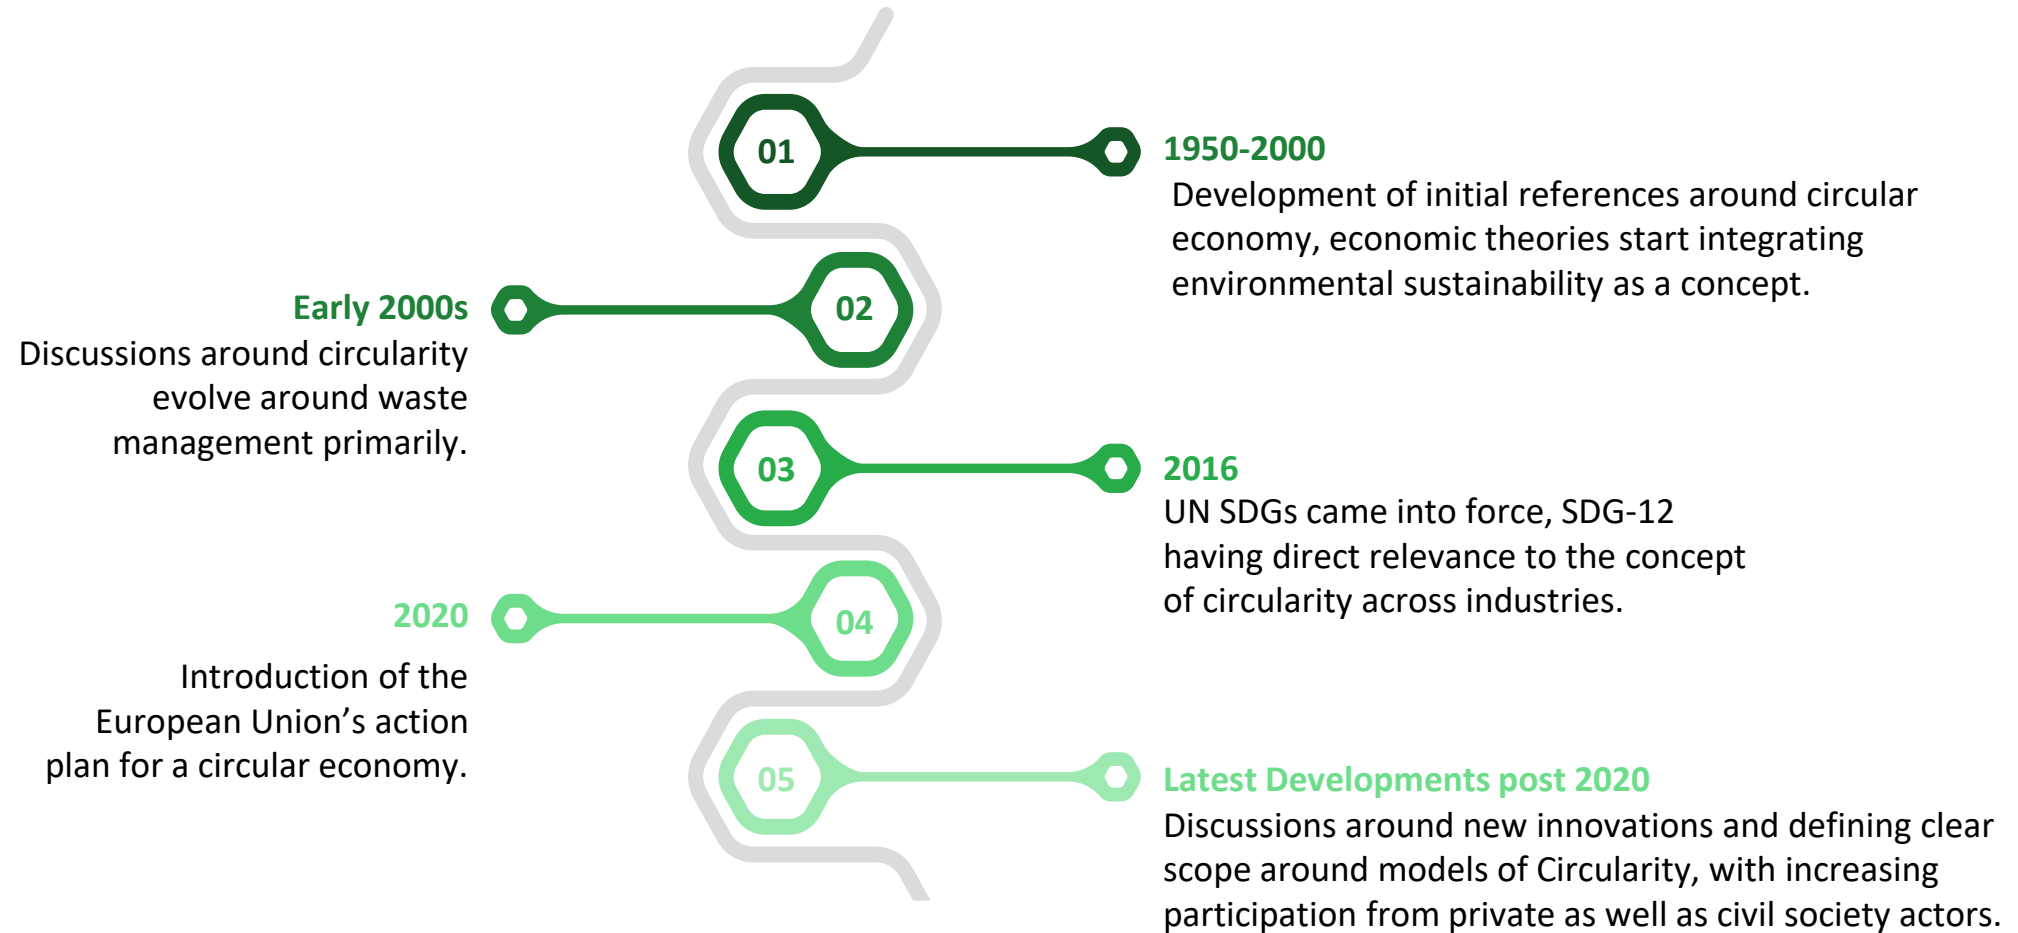 01
1950-2000
Development of initial references around circular
economy, economic theories start integrating
environmental sustainability as a concept.
02
Early 2000s
Discussions around circularity
evolve around waste
management primarily.
03
2016
UN SDGs came into force, SDG-12
having direct relevance to the concept
of circularity across industries.
04
2020
Introduction of the
European Union’s action
plan for a circular economy.
05
Latest Developments post 2020
Discussions around new innovations and defining clear
scope around models of Circularity, with increasing
participation from private as well as civil society actors.